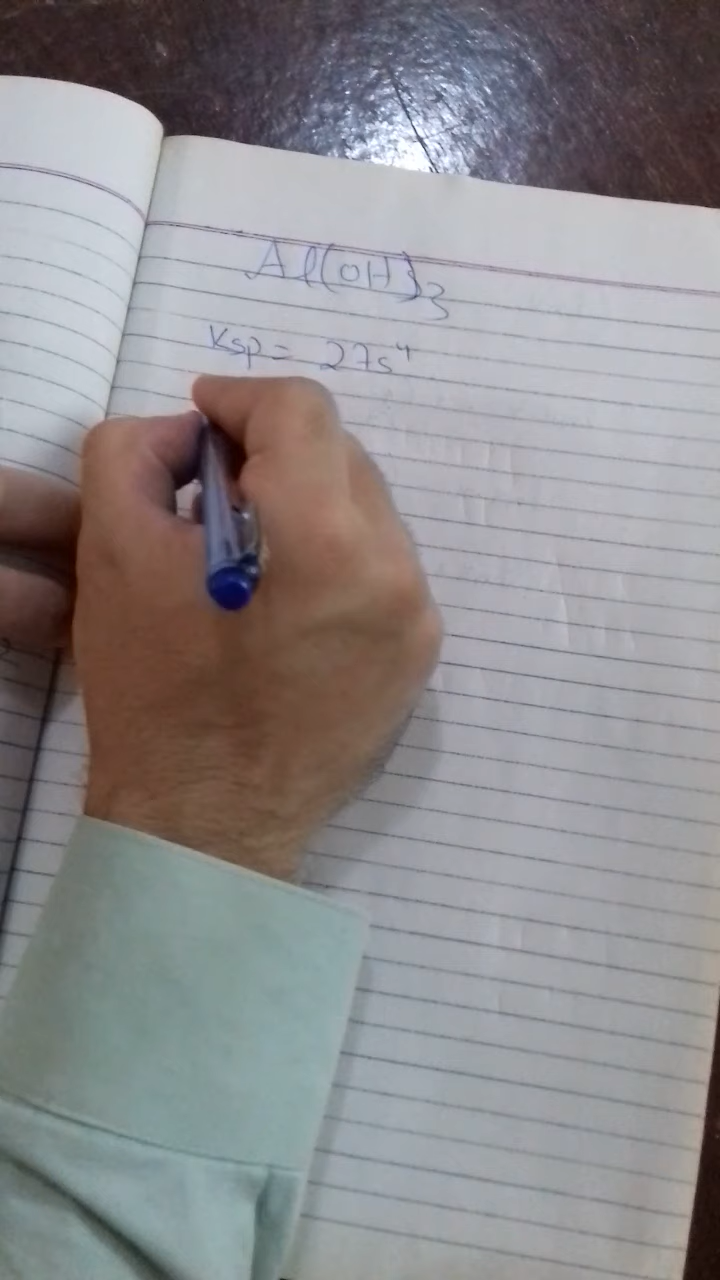 Al(OH)₃
Ksp = 27s⁴